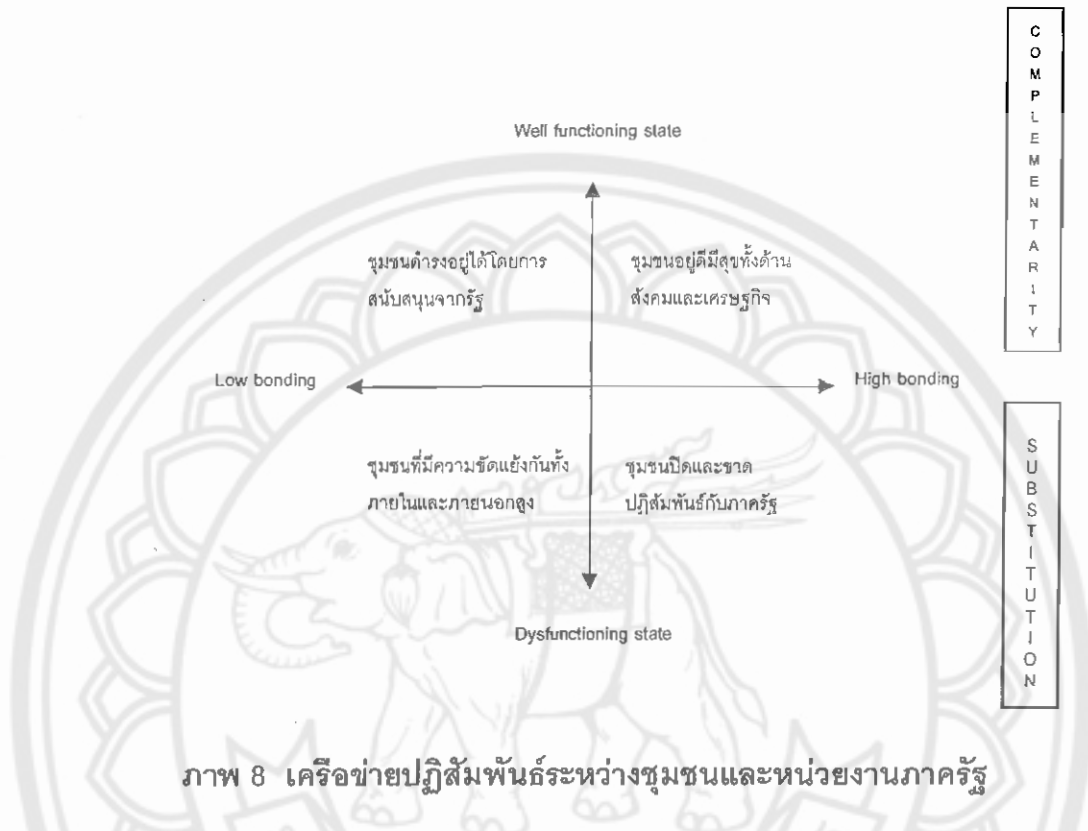 COMPLEMENTARITY
Well functioning state
ชุมชนดำรงอยู่ได้โดยการ
สนับสนุนจากรัฐ
ชุมชนอยู่ดีมีสุขทั้งด้าน
สังคมและเศรษฐกิจ
Low bonding
High bonding
ชุมชนที่มีความขัดแย้งกันทั้ง
ภายในและภายนอกสูง
ชุมชนปิดและขาด
ปฏิสัมพันธ์กับภาครัฐ
SUBSTITUTION
Dysfunctioning state
ภาพ 8 เครือข่ายปฏิสัมพันธ์ระหว่างชุมชนและหน่วยงานภาครัฐ